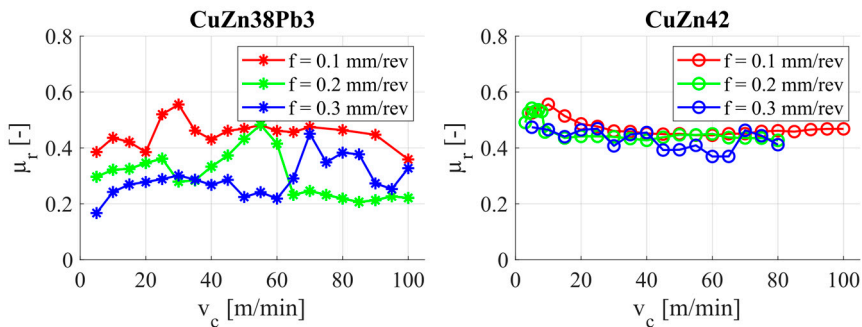 CuZn38Pb3
0.8
0.6
0.4
0.2
0
μr [-]
f = 0.1 mm/rev
f = 0.2 mm/rev
f = 0.3 mm/rev
0 20 40 60 80 100
vc [m/min]
CuZn42
0.8
0.6
0.4
0.2
0
μr [-]
f = 0.1 mm/rev
f = 0.2 mm/rev
f = 0.3 mm/rev
0 20 40 60 80 100
vc [m/min]